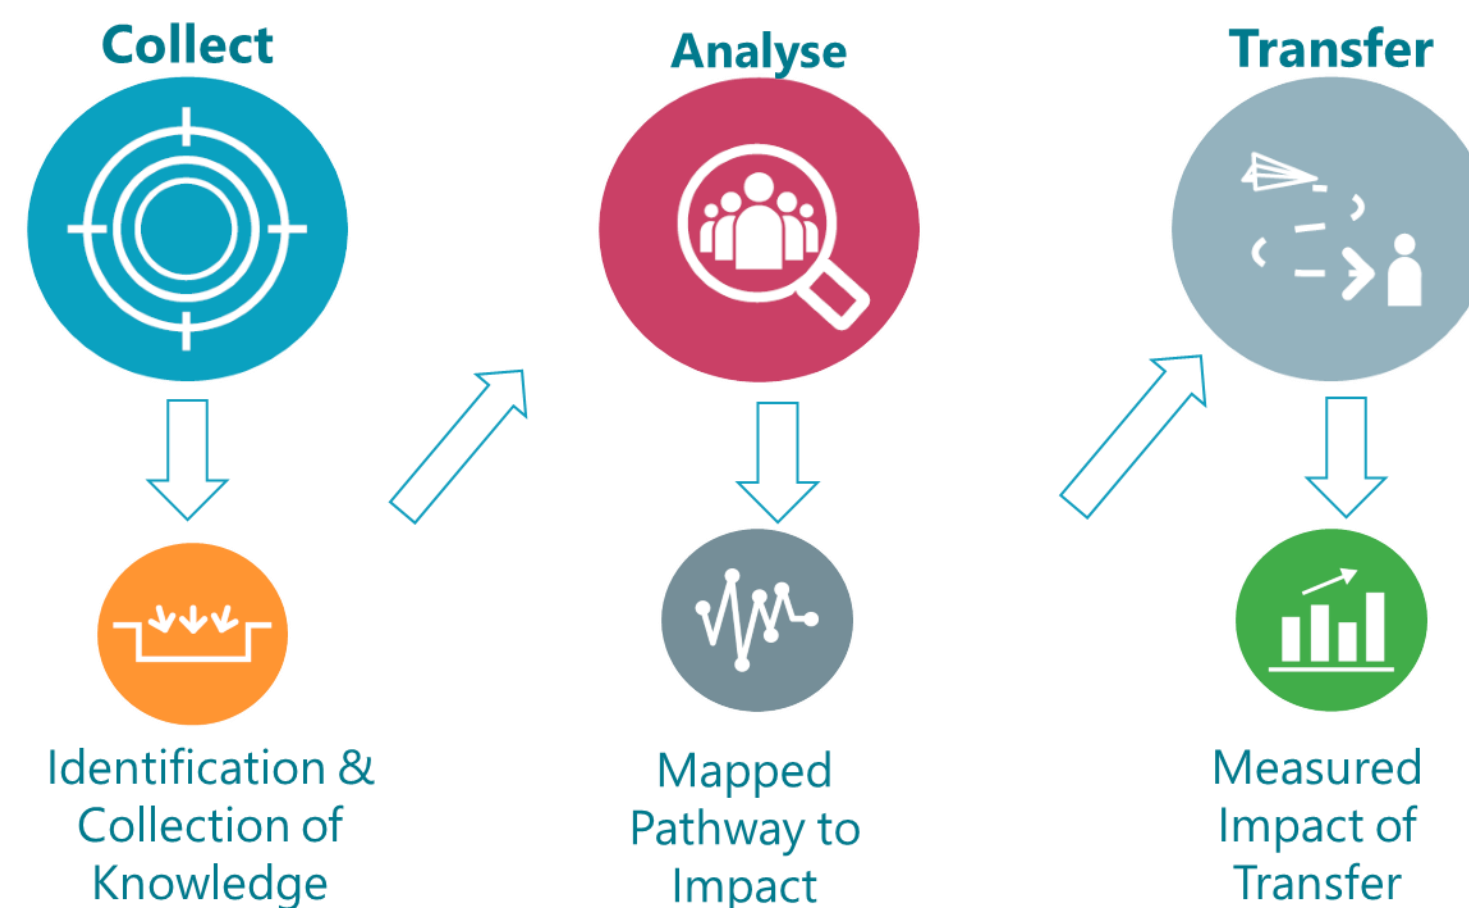 Collect
Analyse
Transfer
Identification &
Collection of
Knowledge
Mapped
Pathway to
Impact
Measured
Impact of
Transfer